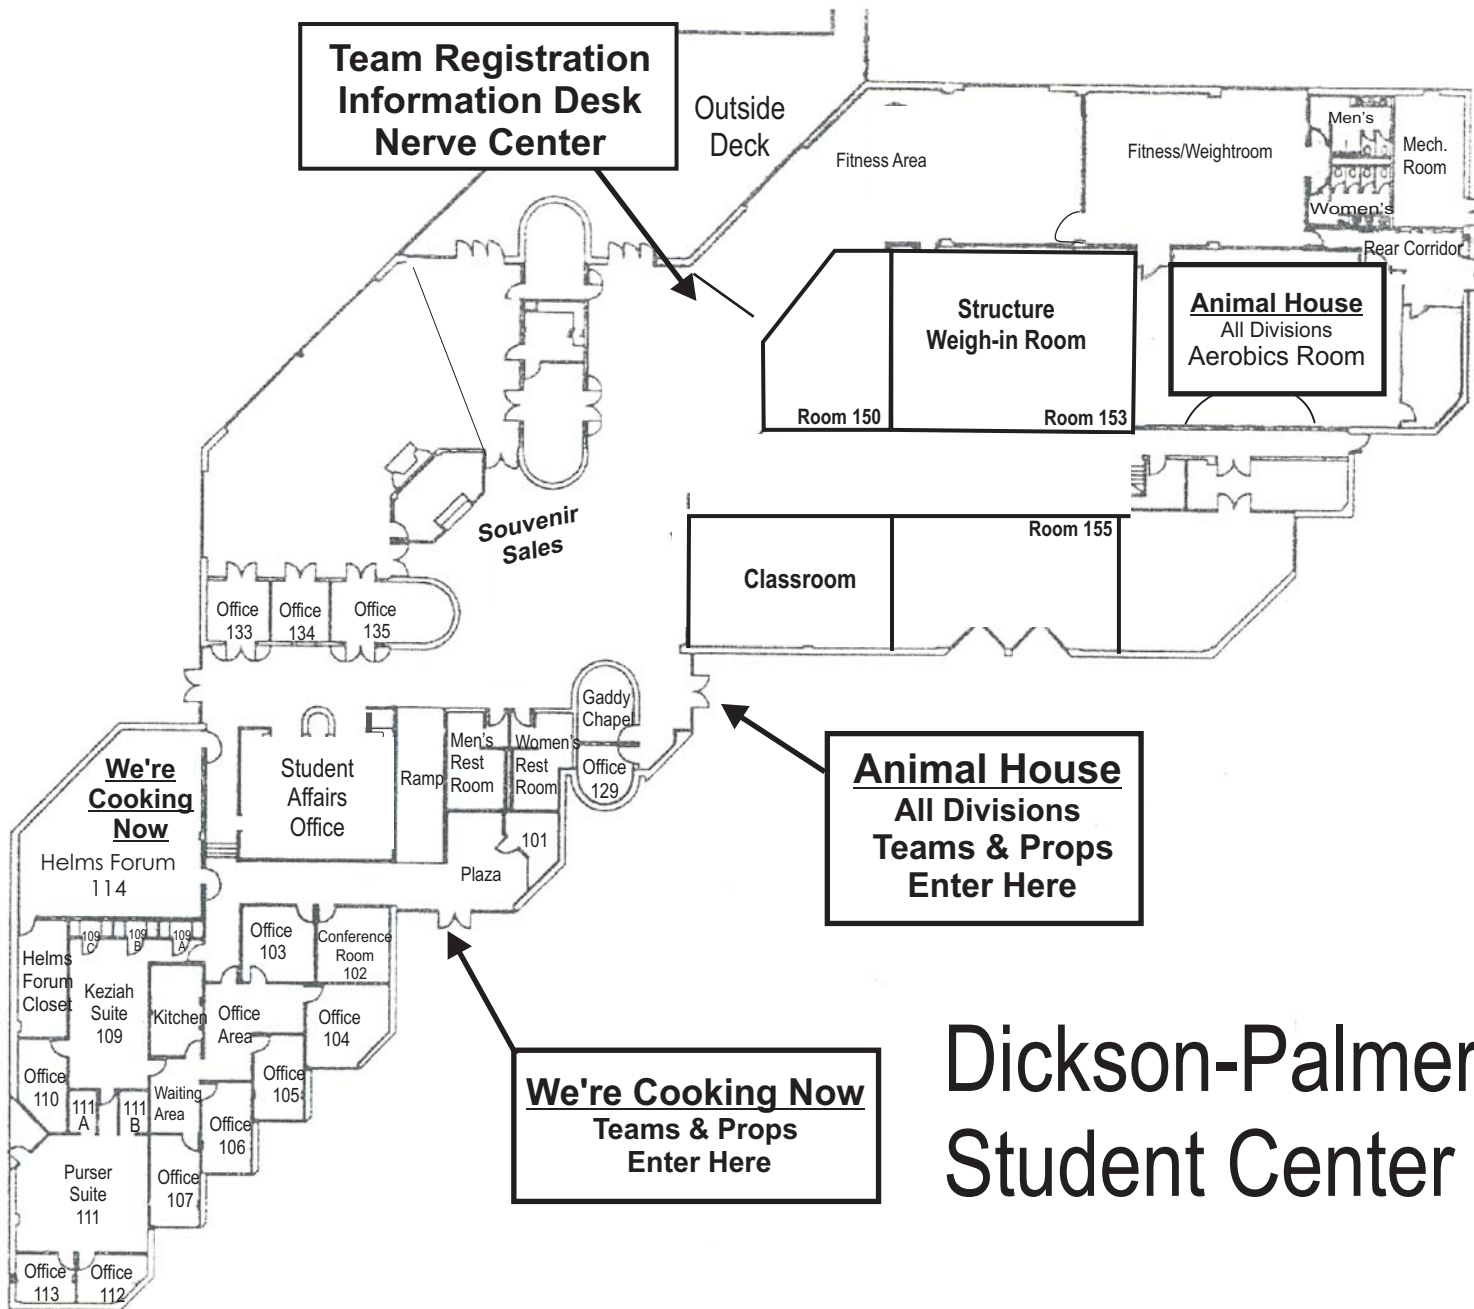 Team Registration
Information Desk
Nerve Center
Outside
Deck
Fitness Area
Fitness/Weightroom
Men's
Mech.
Room
Women's
Rear Corridor
Structure
Weigh-in Room
Room 150
Room 153
Animal House
All Divisions
Aerobics Room
Souvenir
Sales
Room 155
Classroom
Office
133
Office
134
Office
135
Gaddy
Chapel
Office
129
Men's
Rest
Room
Women's
Rest
Room
Ramp
Student
Affairs
Office
We're
Cooking
Now
Helms Forum
114
101
Plaza
Animal House
All Divisions
Teams & Props
Enter Here
109
C
109
B
109
A
Office
103
Conference
Room
102
Helms
Forum
Closet
Keziah
Suite
109
Kitchen
Office
Area
Office
104
Office
110
111
A
111
B
Waiting
Area
Office
105
Office
106
Office
107
Purser
Suite
111
Office
113
Office
112
We're Cooking Now
Teams & Props
Enter Here
Dickson-Palmer
Student Center